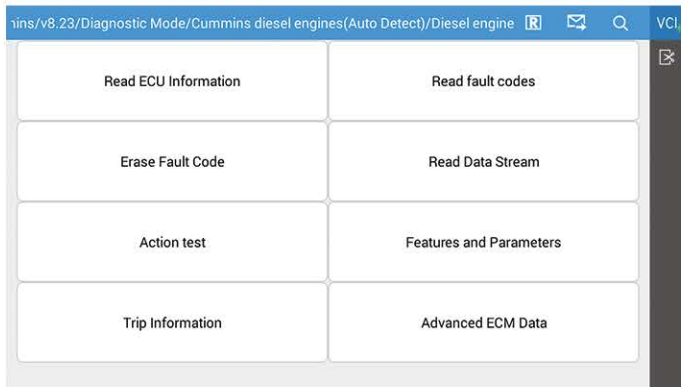 ins/v8.23/Diagnostic Mode/Cummins diesel engines(Auto Detect)/Diesel engine R VCI
Read ECU Information Read fault codes
Erase Fault Code Read Data Stream
Action test Features and Parameters
Trip Information Advanced ECM Data